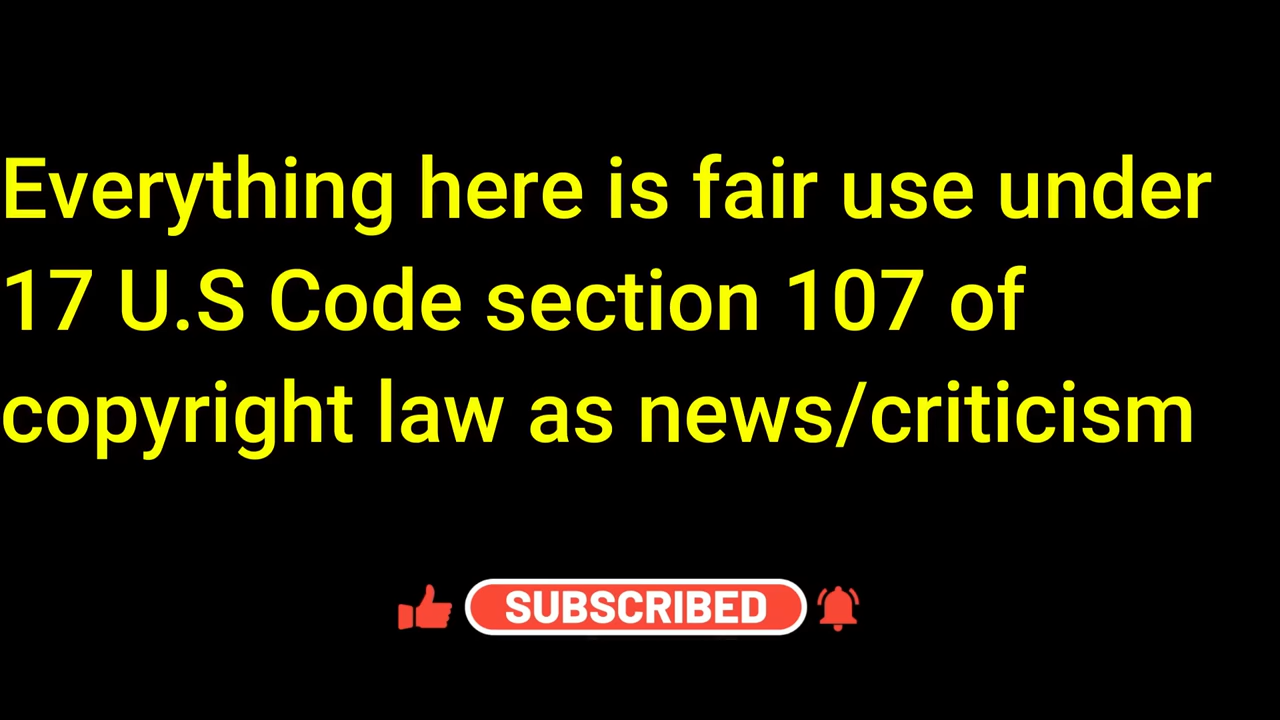 Everything here is fair use under
17 U.S Code section 107 of
copyright law as news/criticism
SUBSCRIBED